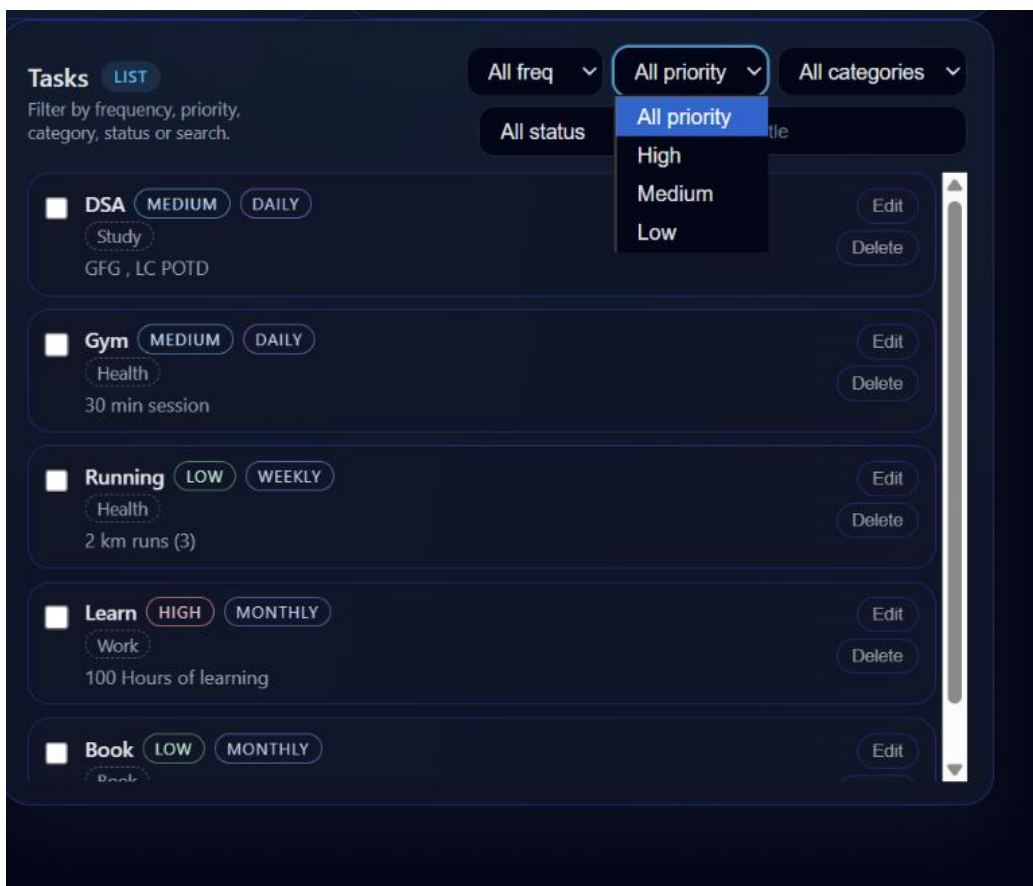 Tasks LIST
Filter by frequency, priority,
category, status or search.
All freq All priority All categories
All status
All priority
High
Medium
Low
DSA MEDIUM DAILY
Study
GFG , LC POTD
Edit
Delete
Gym MEDIUM DAILY
Health
30 min session
Edit
Delete
Running LOW WEEKLY
Health
2 km runs (3)
Edit
Delete
Learn HIGH MONTHLY
Work
100 Hours of learning
Edit
Delete
Book LOW MONTHLY
Book
Edit